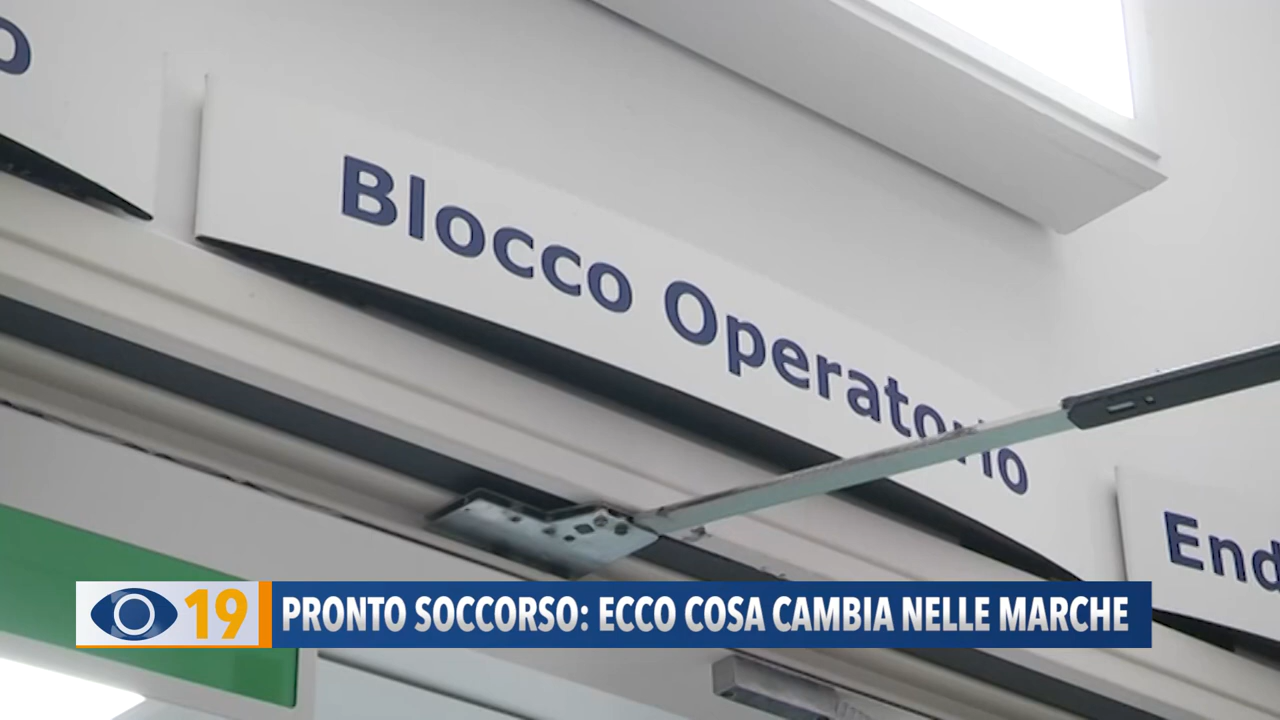 Blocco Operatorio
19
PRONTO SOCCORSO: ECCO COSA CAMBIA NELLE MARCHE